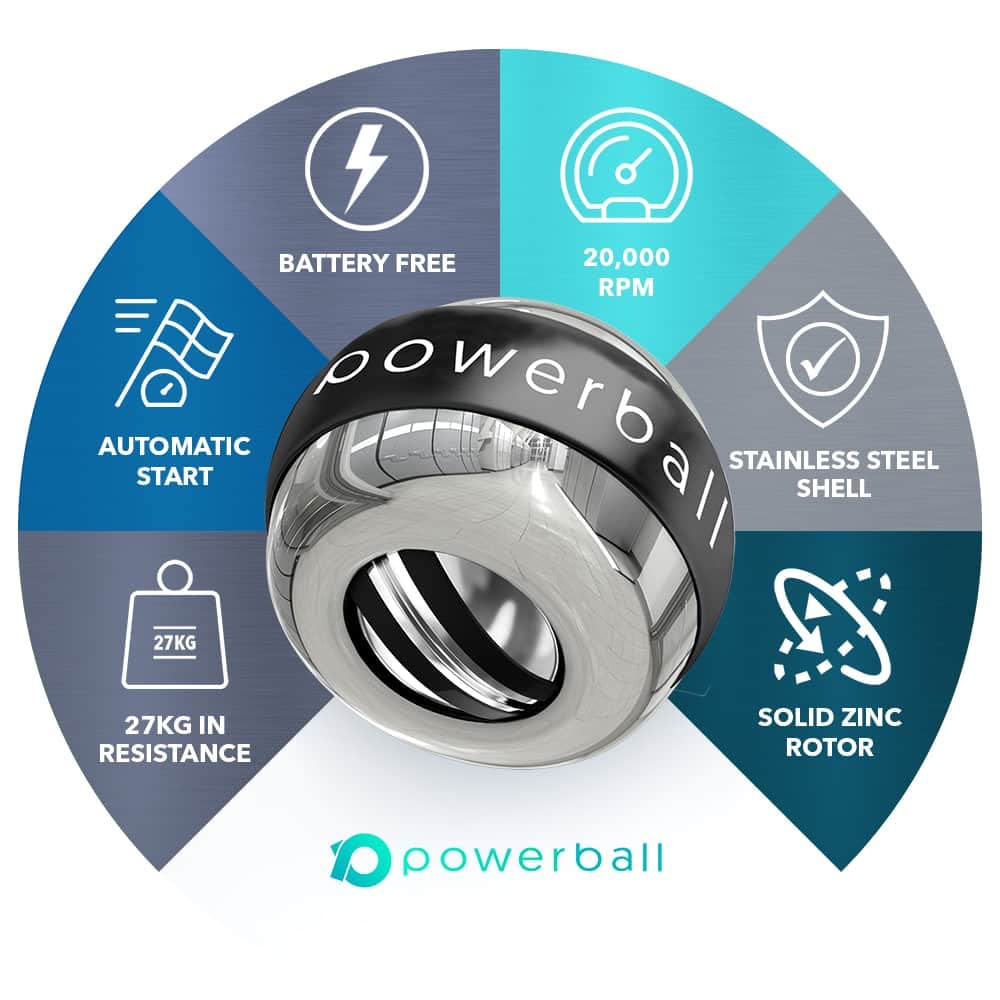 BATTERY FREE
20,000
RPM
AUTOMATIC
START
powerball
STAINLESS STEEL
SHELL
27KG
27KG IN
RESISTANCE
SOLID ZINC
ROTOR
powerball